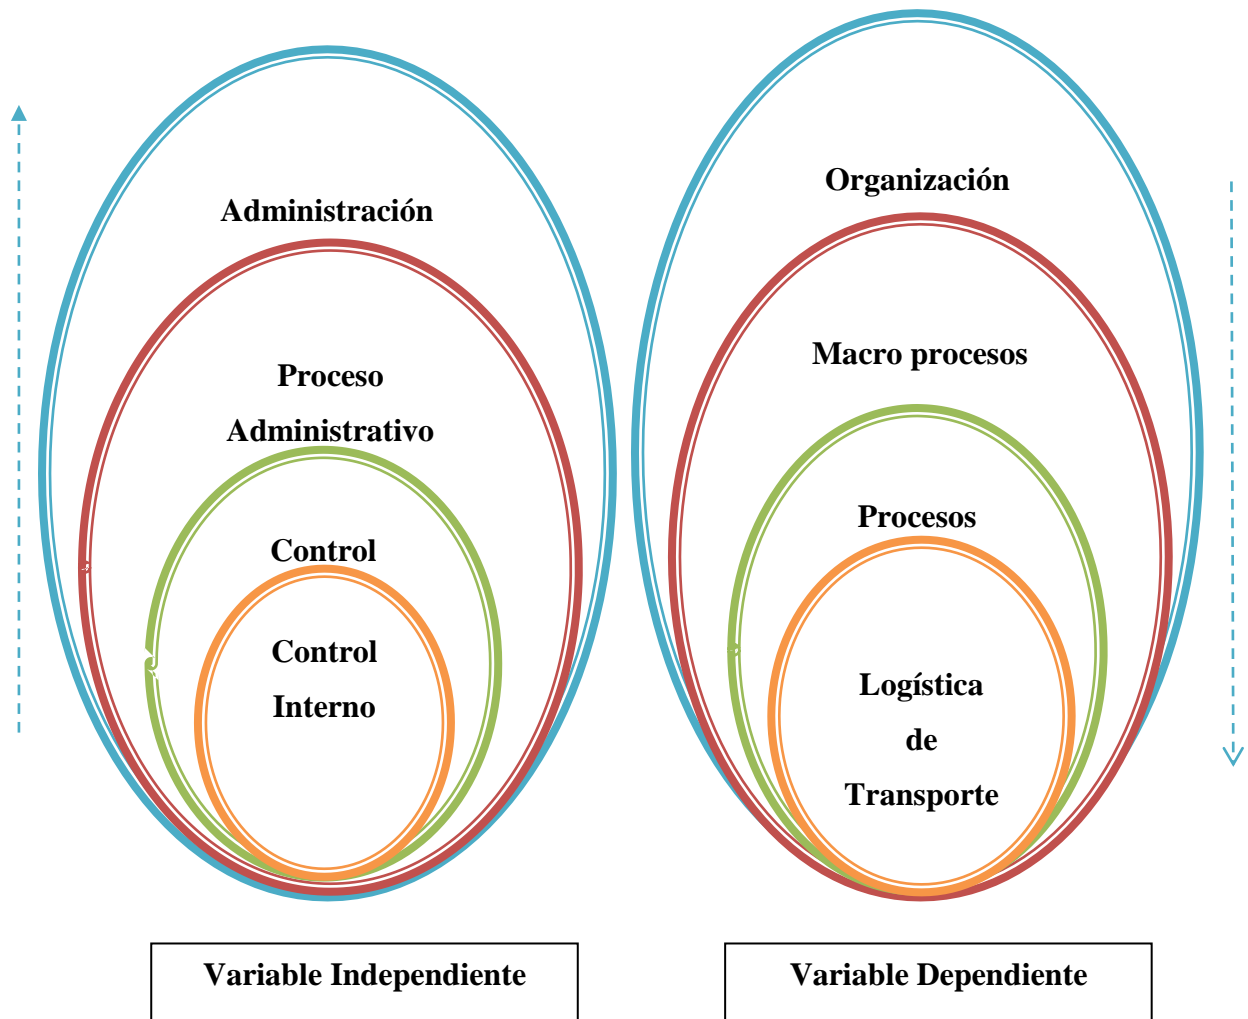 Administración
Proceso
Administrativo
Control
Control
Interno
Variable Independiente
Organización
Macro procesos
Procesos
Logística
de
Transporte
Variable Dependiente